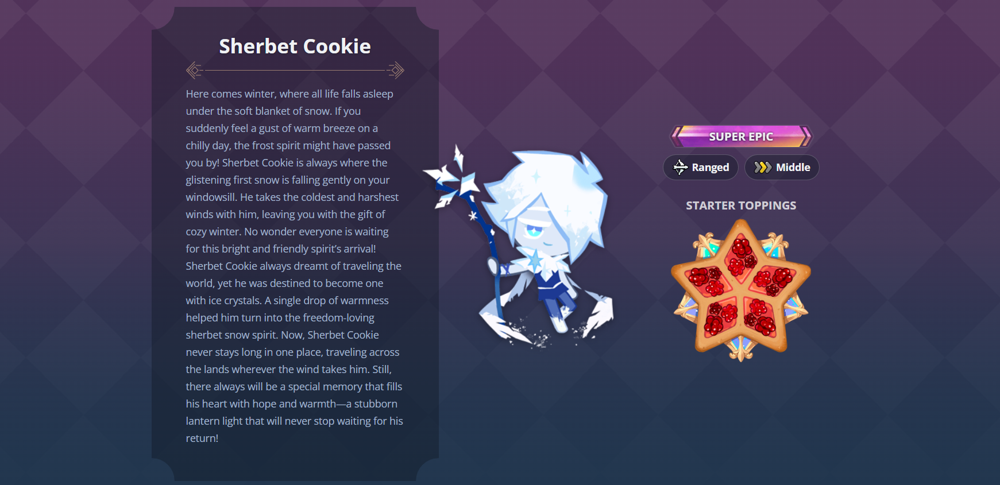 Sherbet Cookie
Here comes winter, where all life falls asleep
under the soft blanket of snow. If you
suddenly feel a gust of warm breeze on a
chilly day, the frost spirit might have passed
you by! Sherbet Cookie is always where the
glistening first snow is falling gently on your
windowsill. He takes the coldest and harshest
winds with him, leaving you with the gift of
cozy winter. No wonder everyone is waiting
for this bright and friendly spirit’s arrival!
Sherbet Cookie always dreamt of traveling the
world, yet he was destined to become one
with ice crystals. A single drop of warmness
helped him turn into the freedom-loving
sherbet snow spirit. Now, Sherbet Cookie
never stays long in one place, traveling across
the lands wherever the wind takes him. Still,
there always will be a special memory that fills
his heart with hope and warmth—a stubborn
lantern light that will never stop waiting for his
return!
SUPER EPIC
Ranged Middle
STARTER TOPPINGS